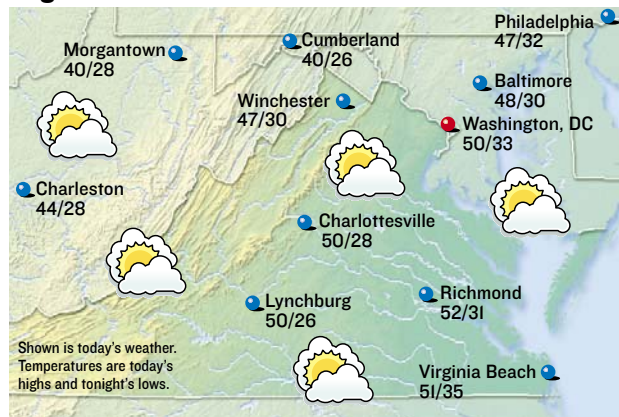 Philadelphia
47/32
Morgantown
40/28
Cumberland
40/26
Baltimore
48/30
Winchester
47/30
Washington, DC
50/33
Charleston
44/28
Charlottesville
50/28
Lynchburg
50/26
Richmond
52/31
Shown is today's weather.
Temperatures are today's
highs and tonight's lows.
Virginia Beach
51/35